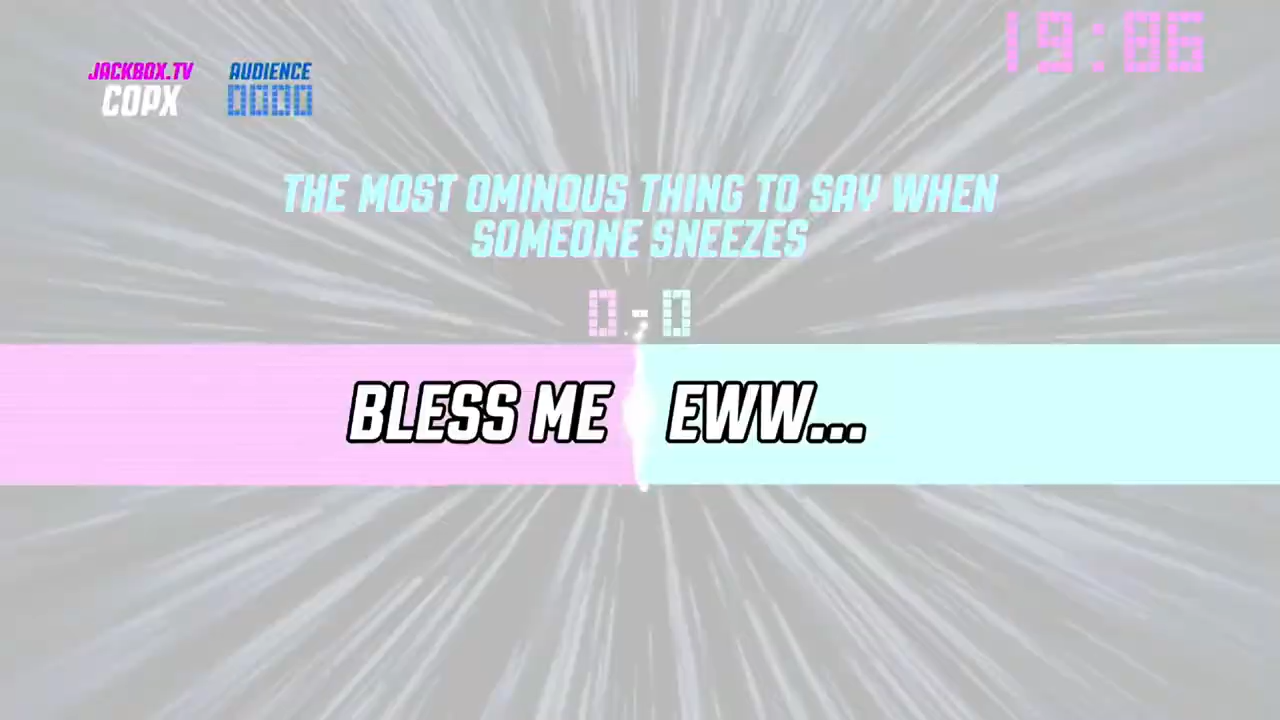 19:86
JACKBOX.TV
COPX
AUDIENCE
0000
THE MOST OMINOUS THING TO SAY WHEN
SOMEONE SNEEZES
0-0
BLESS ME
EWW...